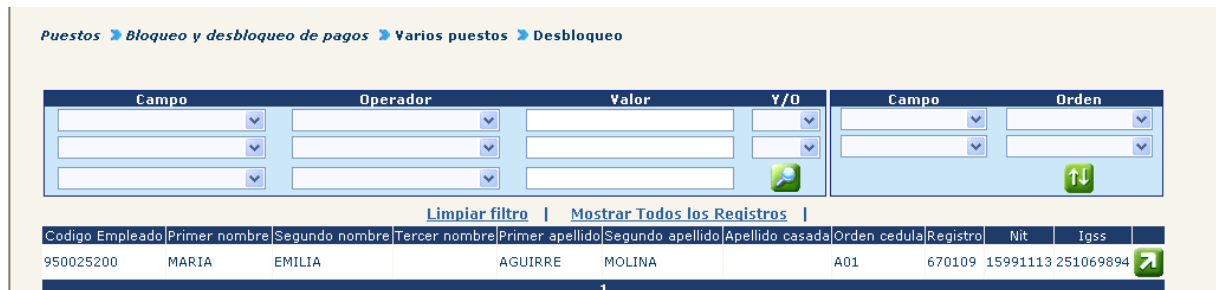 Puestos Bloqueo y desbloqueo de pagos Varios puestos Desbloqueo
Campo Operador Valor Y/O Campo Orden
Limpiar filtro | Mostrar Todos los Registros |
Codigo Empleado Primer nombre Segundo nombre Tercer nombre Primer apellido Segundo apellido Apellido casada Orden cedula Registro Nit Igss
950025200 MARIA EMILIA AGUIRRE MOLINA A01 670109 15991113 251069894
1